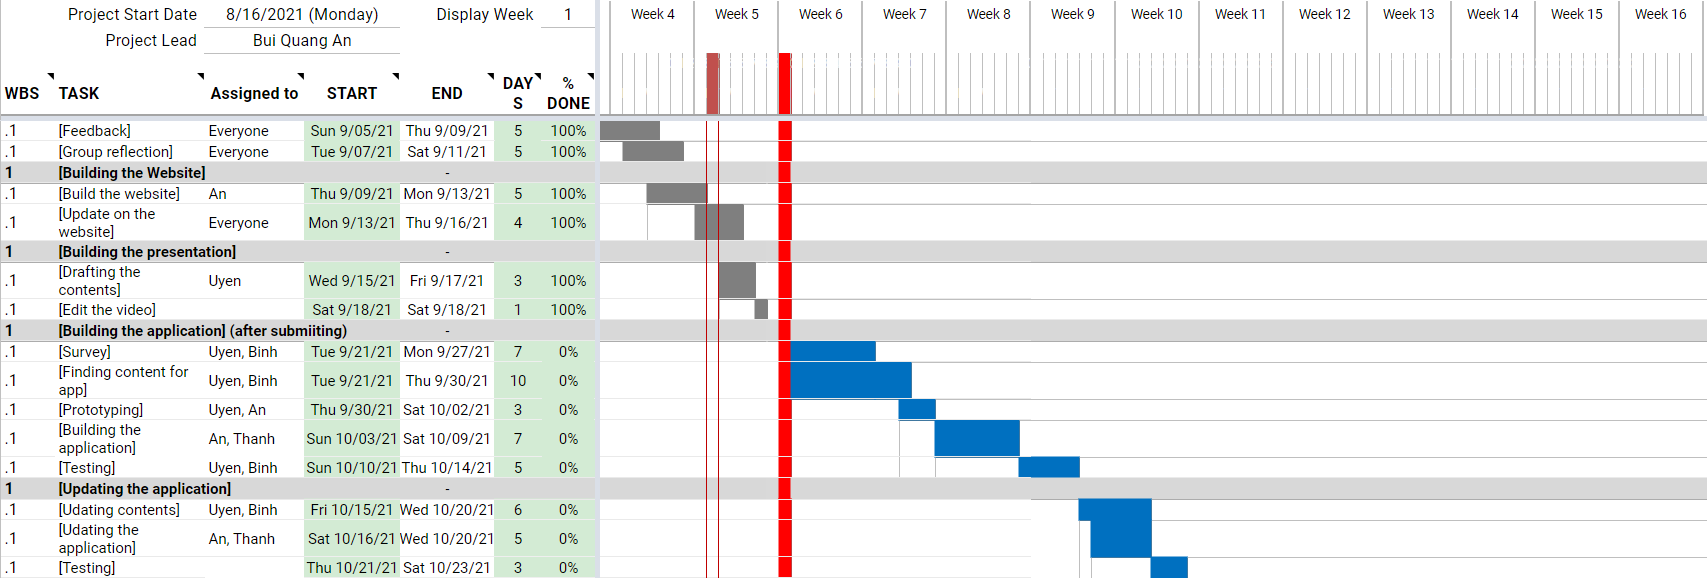 Project Start Date 8/16/2021 (Monday) Display Week 1 Week 4 Week 5 Week 6 Week 7 Week 8 Week 9 Week 10 Week 11 Week 12 Week 13 Week 14 Week 15 Week 16
Project Lead Bui Quang An
WBS TASK Assigned to START END DAY S % DONE
.1 [Feedback] Everyone Sun 9/05/21 Thu 9/09/21 5 100%
.1 [Group reflection] Everyone Tue 9/07/21 Sat 9/11/21 5 100%
1 [Building the Website] -
.1 [Build the website] An Thu 9/09/21 Mon 9/13/21 5 100%
.1 [Update on the website] Everyone Mon 9/13/21 Thu 9/16/21 4 100%
1 [Building the presentation] -
.1 [Drafting the contents] Uyen Wed 9/15/21 Fri 9/17/21 3 100%
.1 [Edit the video] Sat 9/18/21 Sat 9/18/21 1 100%
1 [Building the application] (after submiiting) -
.1 [Survey] Uyen, Binh Tue 9/21/21 Mon 9/27/21 7 0%
.1 [Finding content for app] Uyen, Binh Tue 9/21/21 Thu 9/30/21 10 0%
.1 [Prototyping] Uyen, An Thu 9/30/21 Sat 10/02/21 3 0%
.1 [Building the application] An, Thanh Sun 10/03/21 Sat 10/09/21 7 0%
.1 [Testing] Uyen, Binh Sun 10/10/21 Thu 10/14/21 5 0%
1 [Updating the application] -
.1 [Udating contents] Uyen, Binh Fri 10/15/21 Wed 10/20/21 6 0%
.1 [Udating the application] An, Thanh Sat 10/16/21 Wed 10/20/21 5 0%
.1 [Testing] Thu 10/21/21 Sat 10/23/21 3 0%